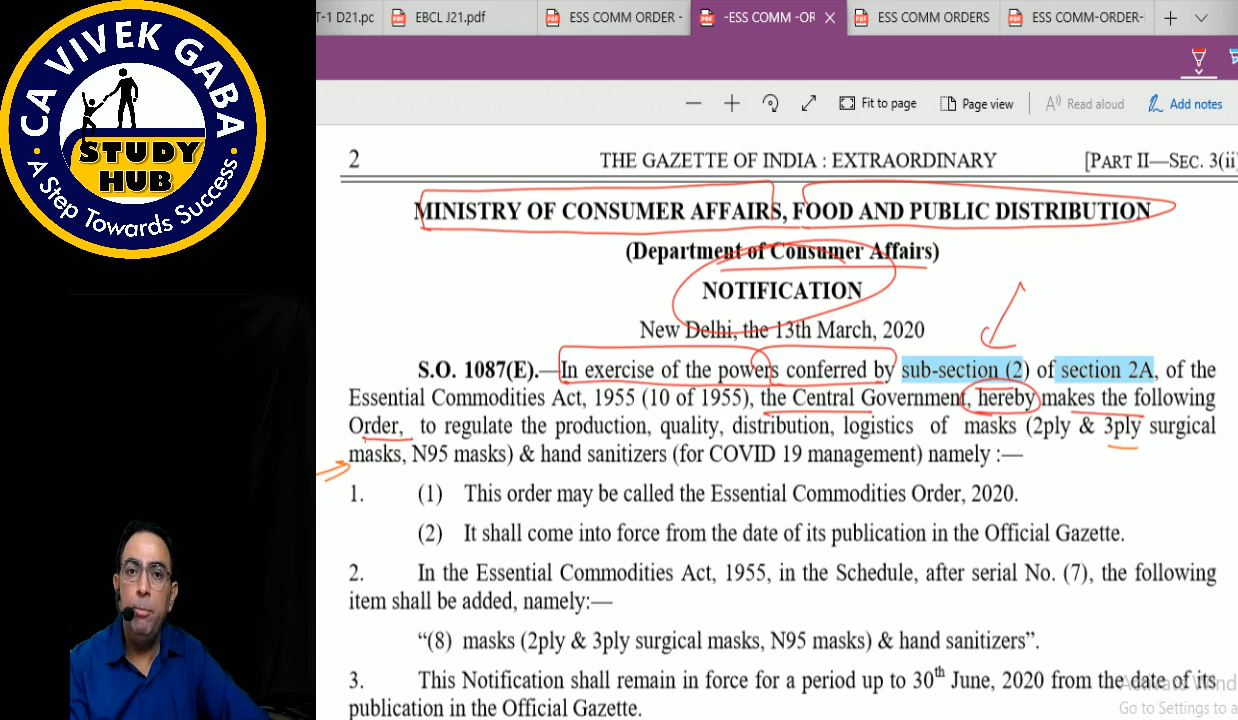 CA VIVEK GABA
STUDY
HUB
· A Step Towards Success ·
T-1 D21.pc
EBCL J21.pdf
ESS COMM ORDER -
-ESS COMM -OR
ESS COMM ORDERS
ESS COMM-ORDER-
Fit to page
Page view
Read aloud
Add notes
2
THE GAZETTE OF INDIA : EXTRAORDINARY
[PART II—SEC. 3(ii
MINISTRY OF CONSUMER AFFAIRS, FOOD AND PUBLIC DISTRIBUTION
(Department of Consumer Affairs)
NOTIFICATION
New Delhi, the 13th March, 2020
S.O. 1087(E).—In exercise of the powers conferred by sub-section (2) of section 2A, of the
Essential Commodities Act, 1955 (10 of 1955), the Central Government, hereby makes the following
Order, to regulate the production, quality, distribution, logistics of masks (2ply & 3ply surgical
masks, N95 masks) & hand sanitizers (for COVID 19 management) namely :—
1. (1) This order may be called the Essential Commodities Order, 2020.
(2) It shall come into force from the date of its publication in the Official Gazette.
2. In the Essential Commodities Act, 1955, in the Schedule, after serial No. (7), the following
item shall be added, namely:—
“(8) masks (2ply & 3ply surgical masks, N95 masks) & hand sanitizers”.
3. This Notification shall remain in force for a period up to 30th June, 2020 from the date of its
publication in the Official Gazette.
Activate Wind
Go to Settings to a